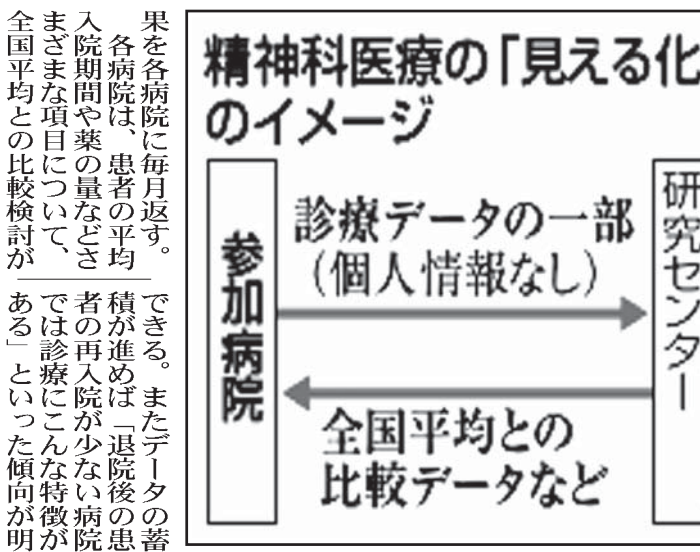 果を各病院に毎月返す。
　各病院は、患者の平均
入院期間や薬の量などさ
まざまな項目について、
全国平均との比較検討が
できる。またデータの蓄
積が進めば「退院後の患
者の再入院が少ない病院
では診療にこんな特徴が
ある」といった傾向が明
精神科医療の「見える化
のイメージ
参加病院
診療データの一部
（個人情報なし）
全国平均との
比較データなど
研究センター